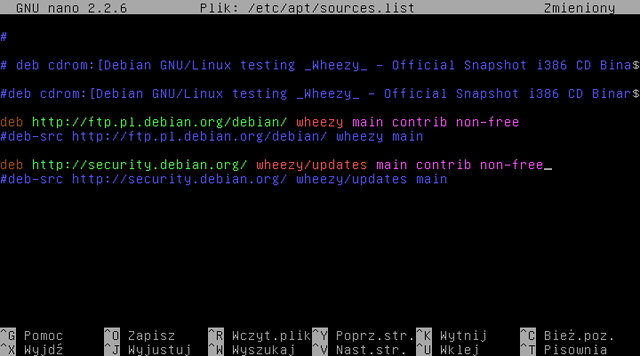 GNU nano 2.2.6 Plik: /etc/apt/sources.list Zmieniony
#
# deb cdrom:[Debian GNU/Linux testing _Wheezy_ - Official Snapshot i386 CD Binar$
#deb cdrom:[Debian GNU/Linux testing _Wheezy_ - Official Snapshot i386 CD Binar$
deb http://ftp.pl.debian.org/debian/ wheezy main contrib non-free
#deb-src http://ftp.pl.debian.org/debian/ wheezy main
deb http://security.debian.org/ wheezy/updates main contrib non-free_
#deb-src http://security.debian.org/ wheezy/updates main
^G Pomoc ^O Zapisz ^R Wczyt.plik ^Y Poprz.str. ^K Wytnij ^C Bież.poz.
^X Wyjdź ^J Wyjustuj ^W Wyszukaj ^V Nast.str. ^U Wklej ^T Pisownia